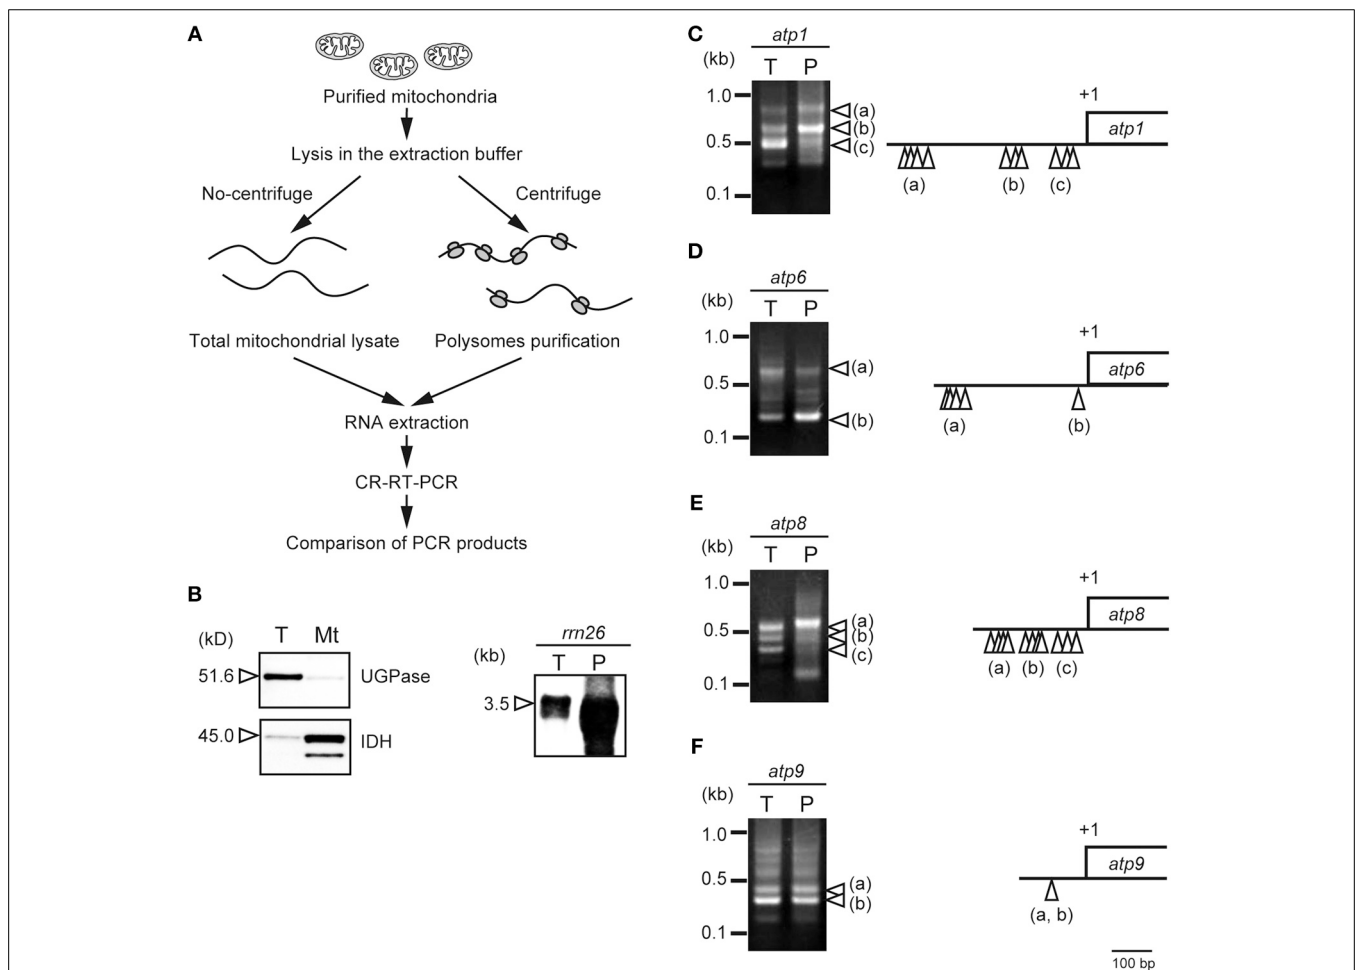 A
Purified mitochondria
Lysis in the extraction buffer
No-centrifuge
Centrifuge
Total mitochondrial lysate
Polysomes purification
RNA extraction
CR-RT-PCR
Comparison of PCR products
B
(kD)
T Mt
51.6
UGPase
45.0
IDH
rrn26
(kb)
T P
3.5
C
atp1
(kb)
T P
1.0
0.5
0.1
(a)
(b)
(c)
+1
atp1
(a) (b) (c)
D
atp6
(kb)
T P
1.0
0.5
0.1
(a)
(b)
+1
atp6
(a) (b)
E
atp8
(kb)
T P
1.0
0.5
0.1
(a)
(b)
(c)
+1
atp8
(a) (b) (c)
F
atp9
(kb)
T P
1.0
0.5
0.1
(a)
(b)
+1
atp9
(a, b)
100 bp